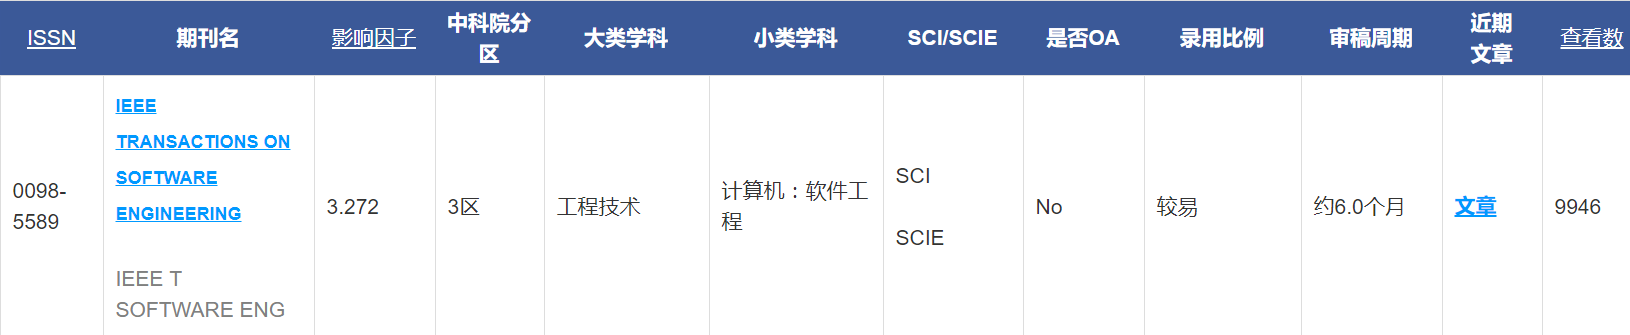 ISSN
期刊名
影响因子
中科院分
区
大类学科
小类学科
SCI/SCIE
是否OA
录用比例
审稿周期
近期
文章
查看数
0098-
5589
IEEE
TRANSACTIONS ON
SOFTWARE
ENGINEERING
IEEE T
SOFTWARE ENG
3.272
3区
工程技术
计算机：软件工
程
SCI
SCIE
No
较易
约6.0个月
文章
9946